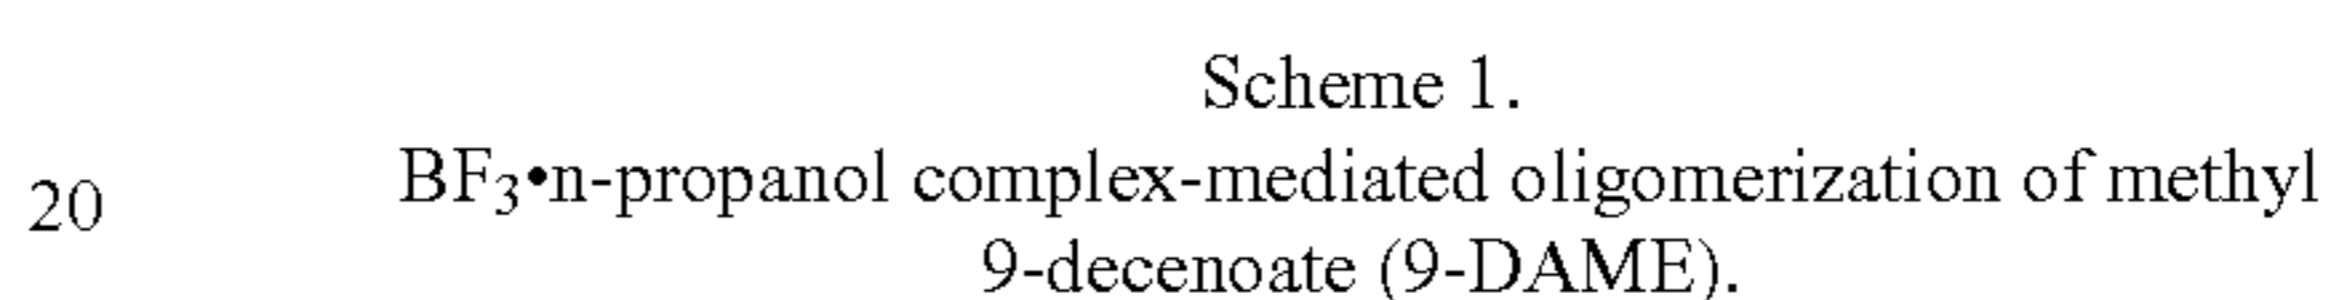 Scheme 1.
20 BF3•n-propanol complex-mediated oligomerization of methyl
9-decenoate (9-DAME).